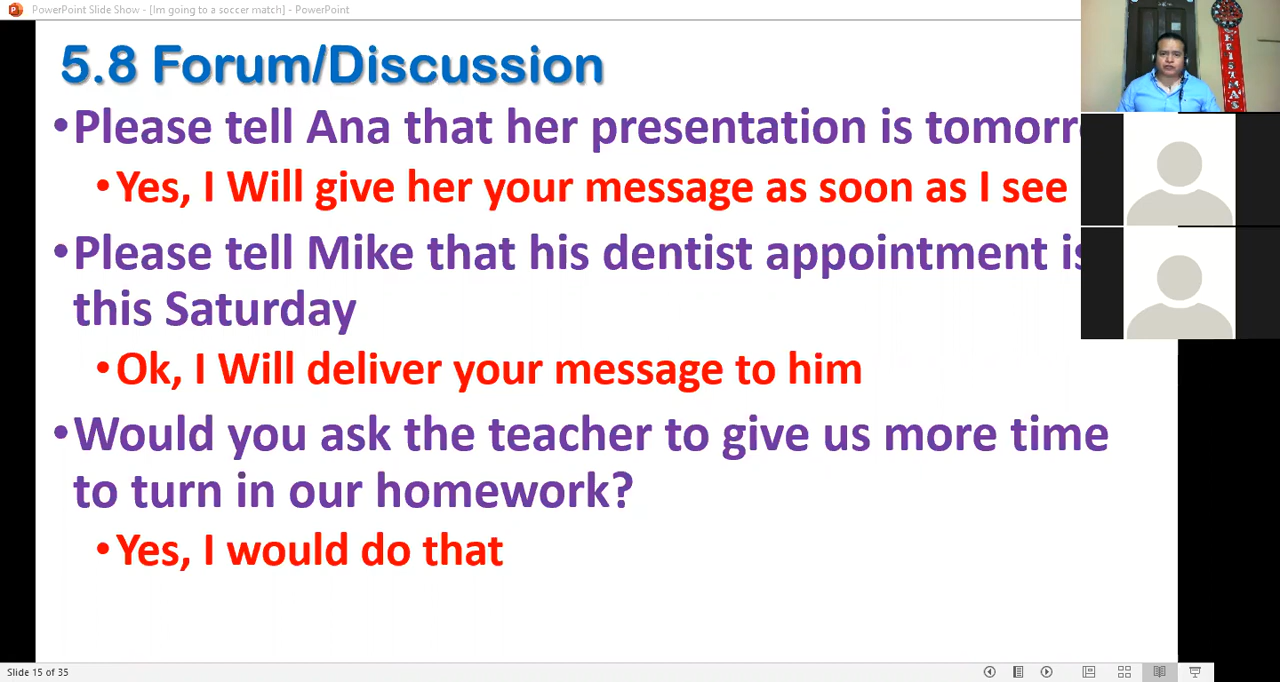 PowerPoint Slide Show - [Im going to a soccer match] - PowerPoint
5.8 Forum/Discussion
•Please tell Ana that her presentation is
•Yes, I Will give her your message as soon as I see
•Please tell Mike that his dentist appointment is
this Saturday
•Ok, I Will deliver your message to him
•Would you ask the teacher to give us more time
to turn in our homework?
•Yes, I would do that
Slide 15 of 35